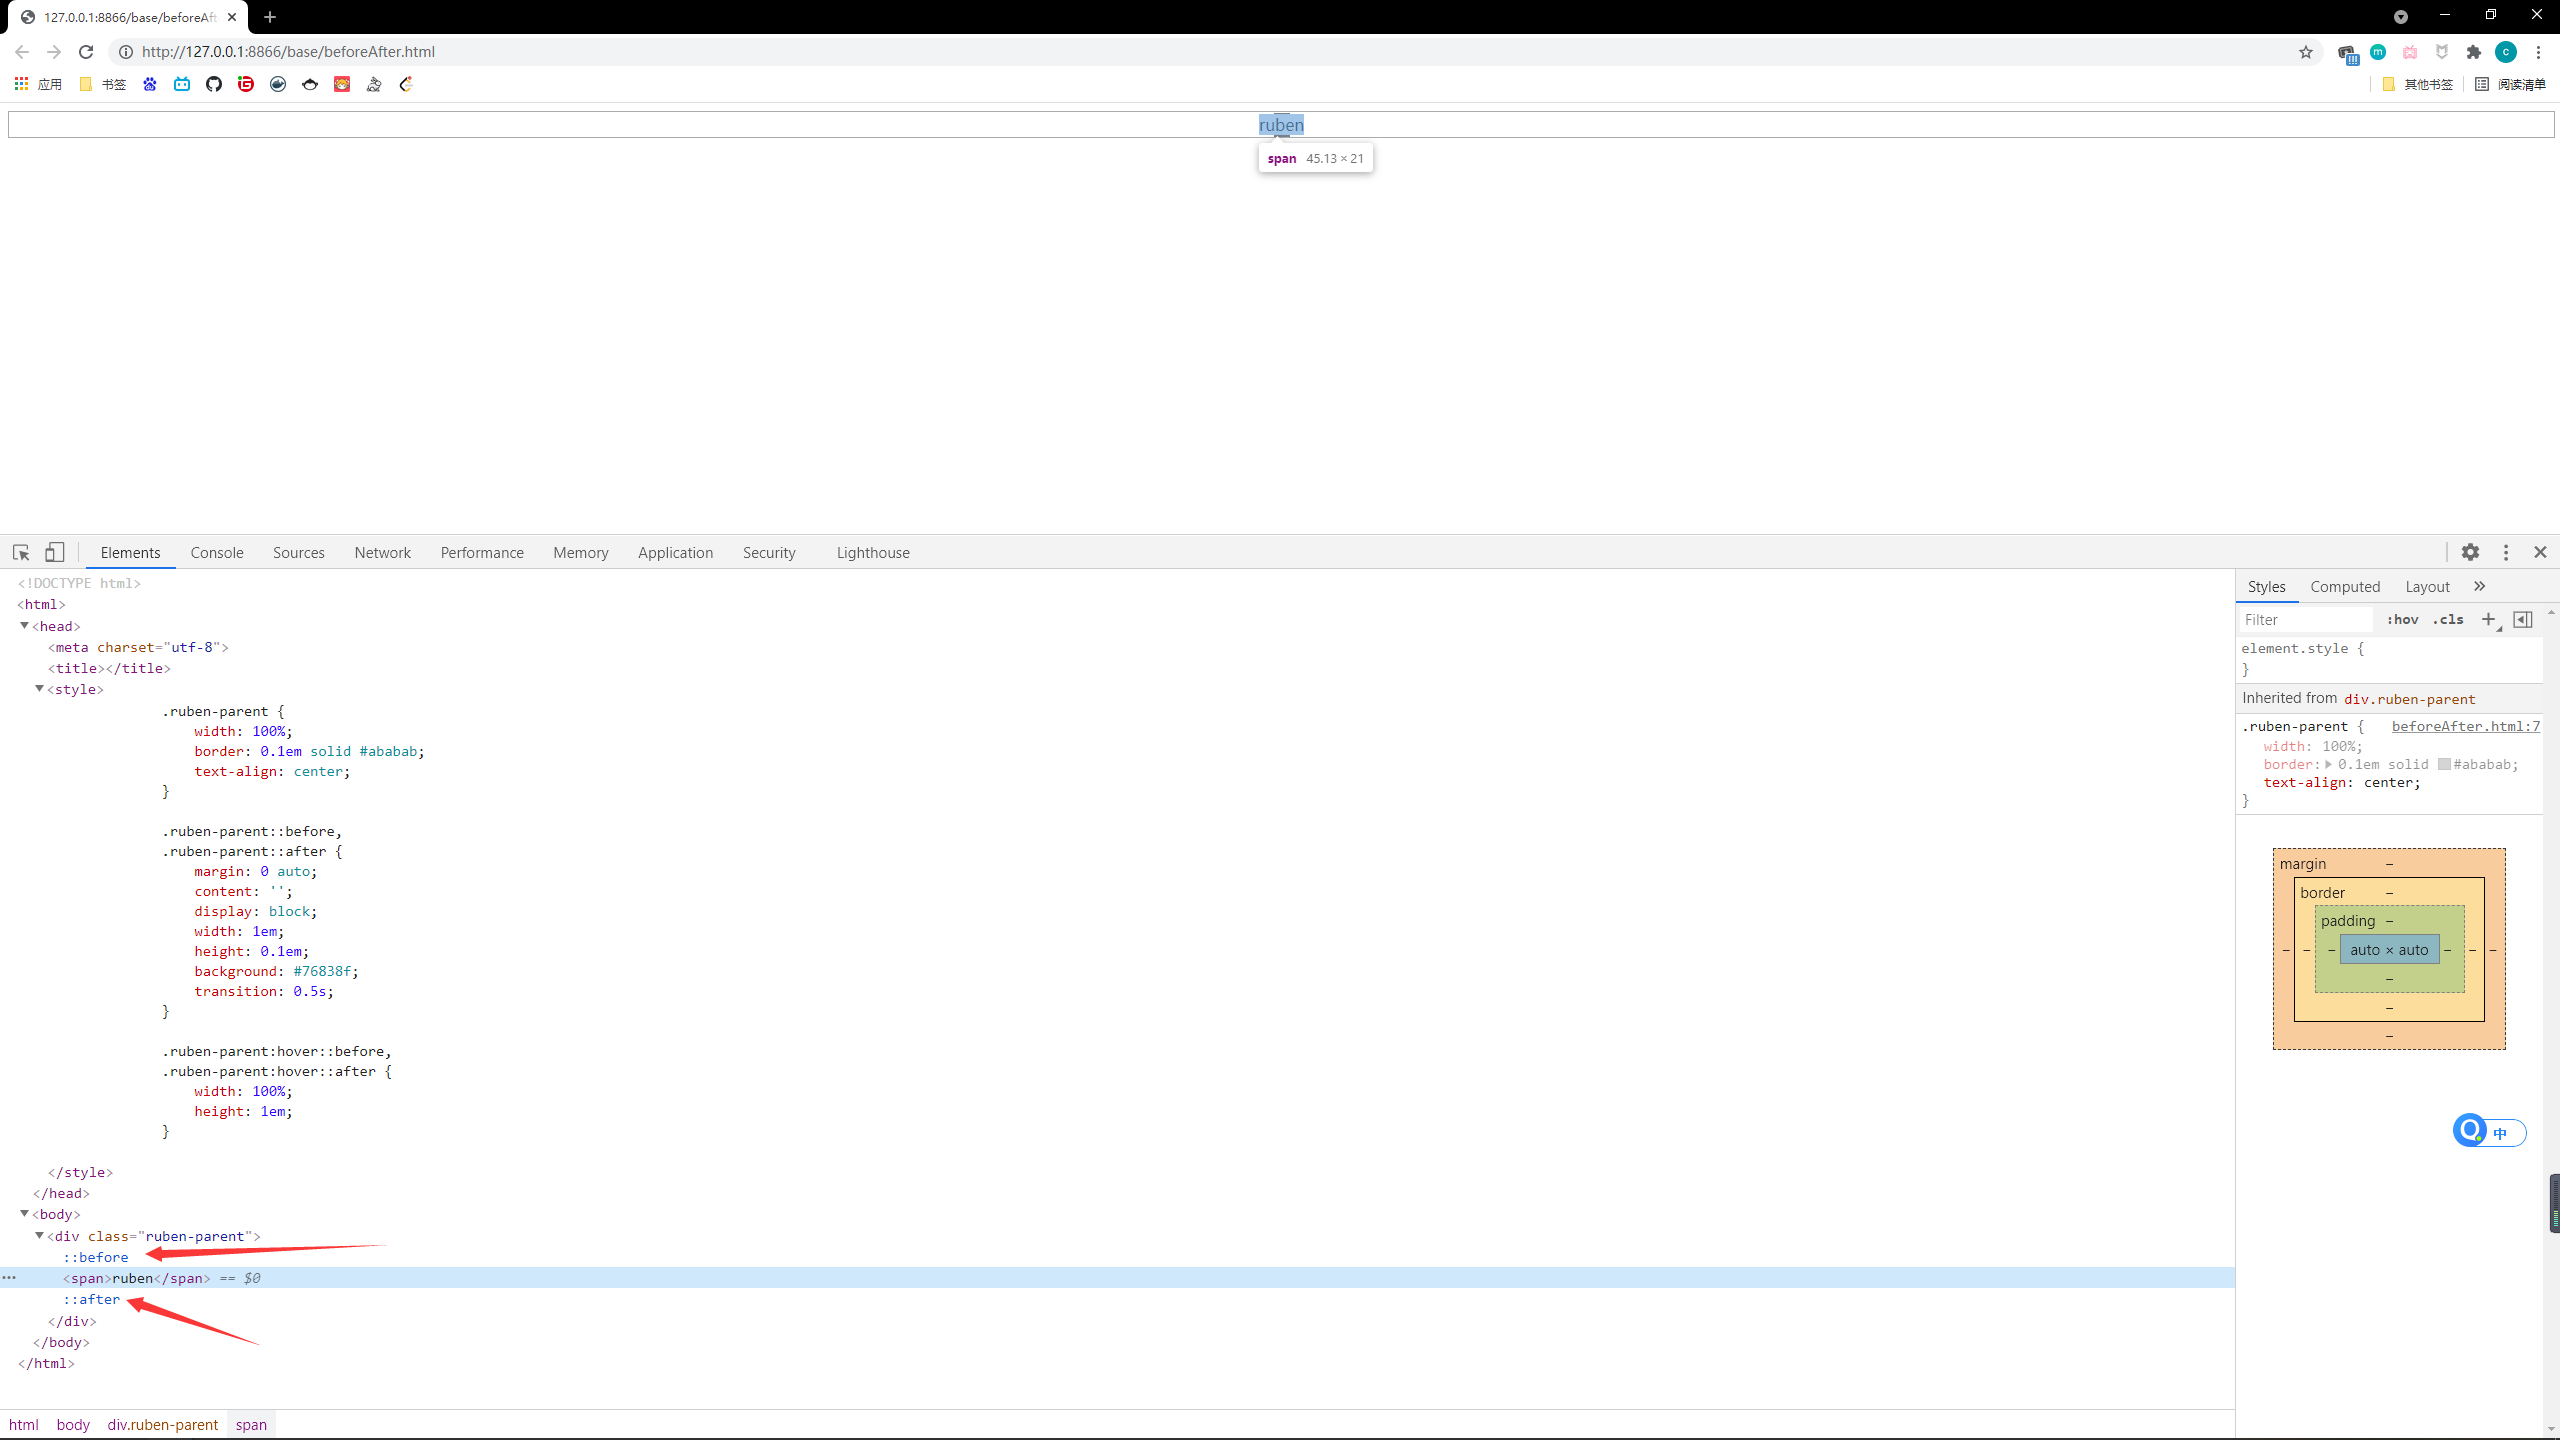 127.0.0.1:8866/base/beforeAft
http://127.0.0.1:8866/base/beforeAfter.html
应用 书签 其他书签 阅读清单
ruben
span 45.13 × 21
Elements Console Sources Network Performance Memory Application Security Lighthouse
<!DOCTYPE html>
<html>
<head>
<meta charset="utf-8">
<title></title>
<style>
.ruben-parent {
width: 100%;
border: 0.1em solid #ababab;
text-align: center;
}
.ruben-parent::before,
.ruben-parent::after {
margin: 0 auto;
content: '';
display: block;
width: 1em;
height: 0.1em;
background: #76838f;
transition: 0.5s;
}
.ruben-parent:hover::before,
.ruben-parent:hover::after {
width: 100%;
height: 1em;
}
</style>
</head>
<body>
<div class="ruben-parent">
::before
<span>ruben</span> == $0
::after
</div>
</body>
</html>
html body div.ruben-parent span
Styles Computed Layout »
Filter :hov .cls +
element.style {
}
Inherited from div.ruben-parent
.ruben-parent { beforeAfter.html:7
width: 100%;
border: 0.1em solid #ababab;
text-align: center;
}
margin –
border –
padding –
– – – auto × auto – – –
–
–
–
中